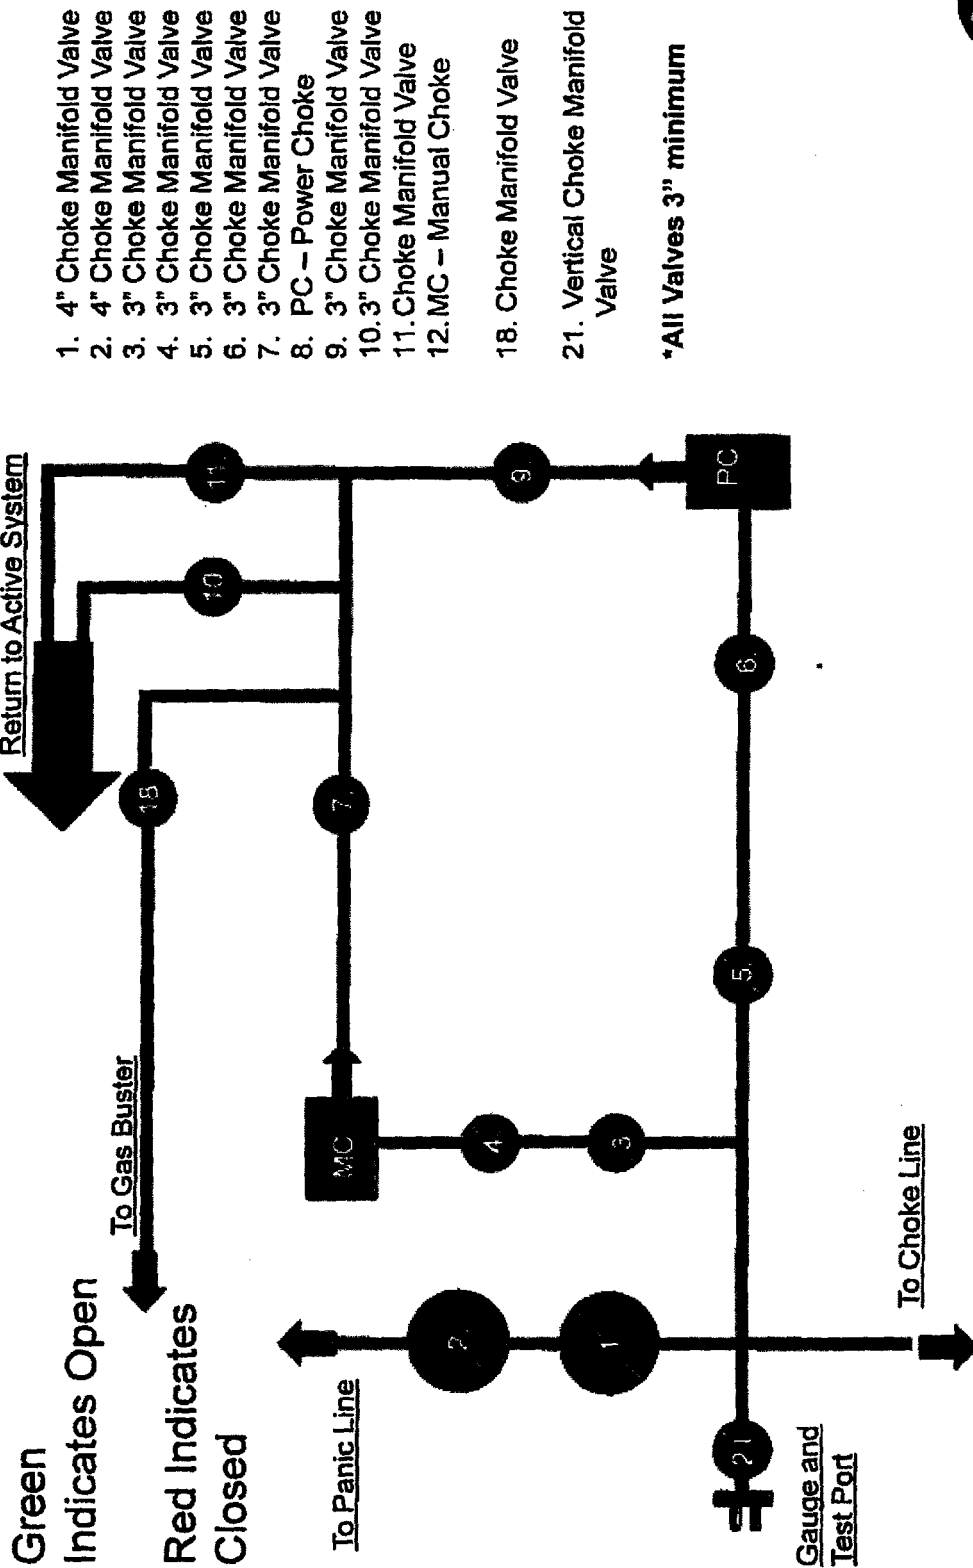 Green
Indicates Open
Red Indicates
Closed
To Gas Buster
Return to Active System
To Panic Line
Gauge and
Test Port
To Choke Line
MC
PC
1
2.
3
4.
5.
6.
7.
9.
10
11
18
21
1. 4" Choke Manifold Valve
2. 4" Choke Manifold Valve
3. 3" Choke Manifold Valve
4. 3" Choke Manifold Valve
5. 3" Choke Manifold Valve
6. 3" Choke Manifold Valve
7. 3" Choke Manifold Valve
8. PC – Power Choke
9. 3" Choke Manifold Valve
10. 3" Choke Manifold Valve
11. Choke Manifold Valve
12. MC – Manual Choke
18. Choke Manifold Valve
21. Vertical Choke Manifold
Valve
*All Valves 3" minimum